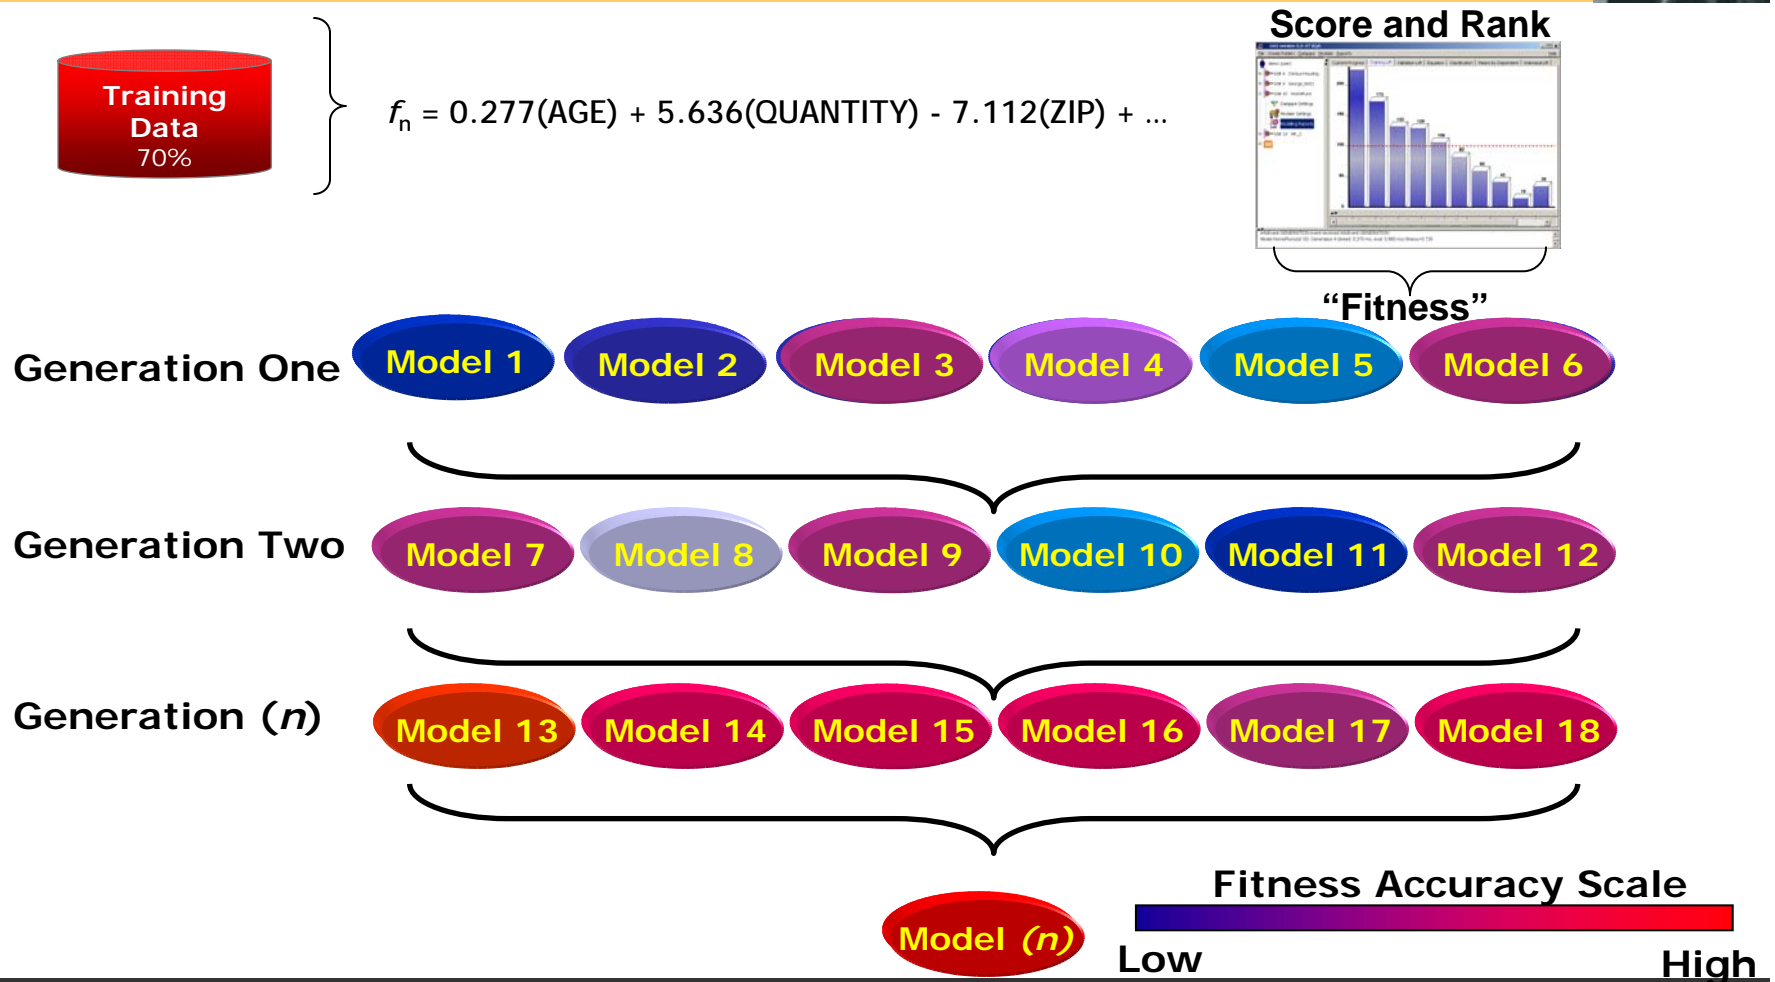 Score and Rank
Training
Data
70%
fn = 0.277(AGE) + 5.636(QUANTITY) - 7.112(ZIP) + ...
“Fitness”
Generation One
Model 1
Model 2
Model 3
Model 4
Model 5
Model 6
Generation Two
Model 7
Model 8
Model 9
Model 10
Model 11
Model 12
Generation (n)
Model 13
Model 14
Model 15
Model 16
Model 17
Model 18
Model (n)
Fitness Accuracy Scale
Low
High